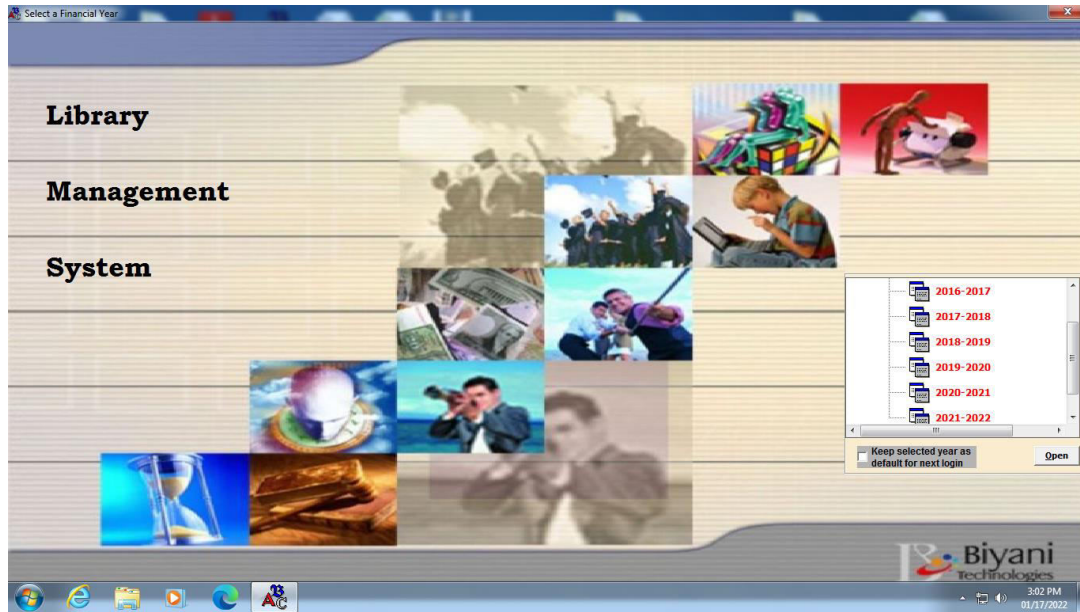 Select a Financial Year
Library
Management
System
2016-2017
2017-2018
2018-2019
2019-2020
2020-2021
2021-2022
Keep selected year as
default for next login
Open
Biyani
Technologies
3:02 PM
01/17/2022